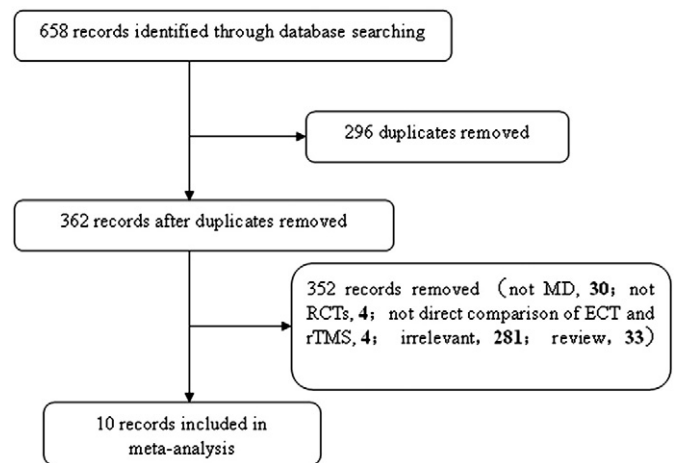 658 records identified through database searching
296 duplicates removed
362 records after duplicates removed
352 records removed （not MD, 30； not
RCTs, 4； not direct comparison of ECT and
rTMS, 4； irrelevant, 281； review, 33）
10 records included in
meta-analysis